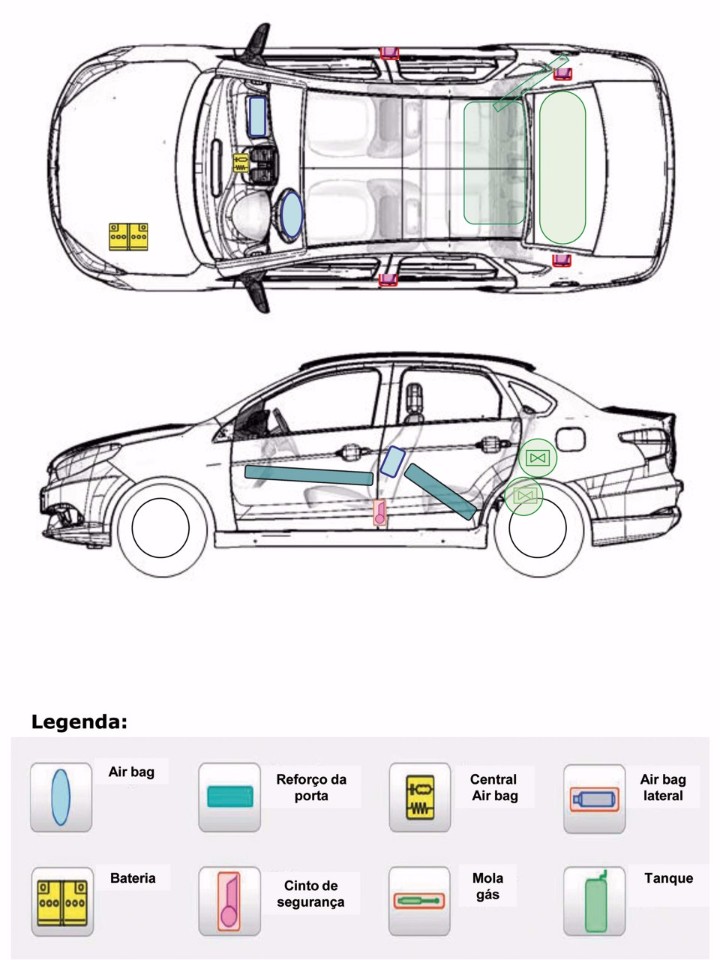 Legenda:
Air bag
Reforço da
porta
Central
Air bag
Air bag
lateral
Bateria
Cinto de
segurança
Mola
gás
Tanque